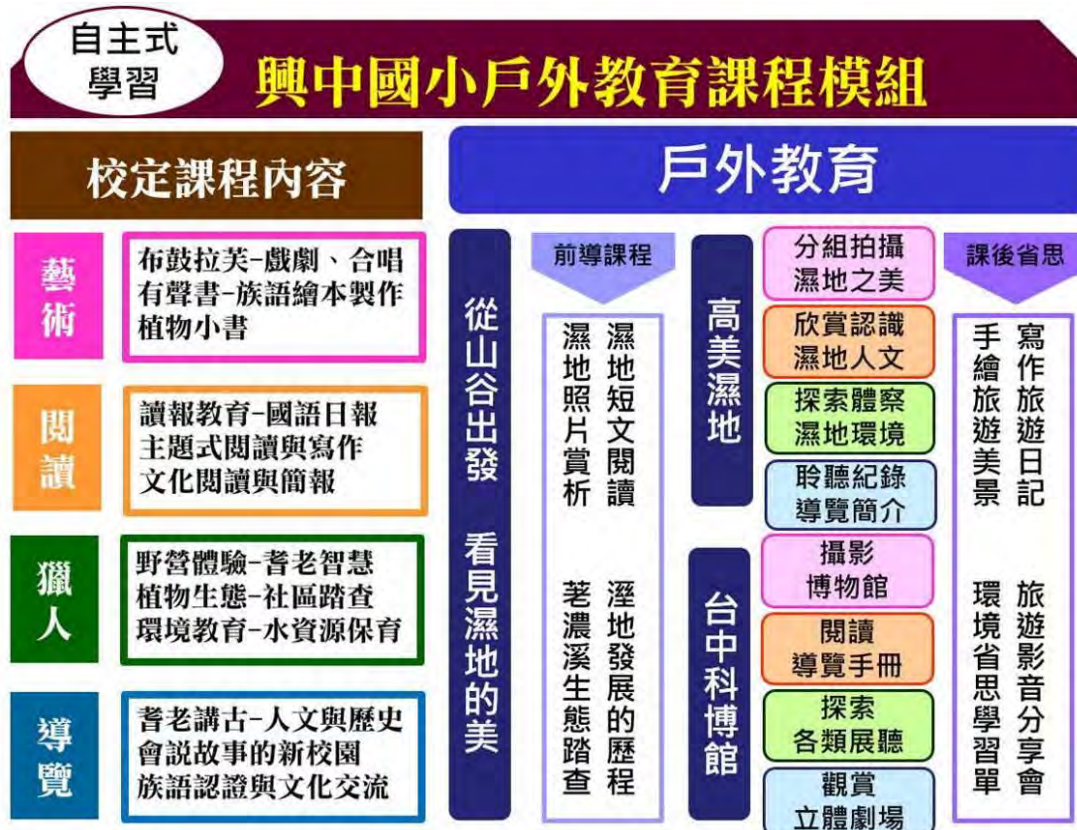 自主式
學習
興中國小戶外教育課程模組
校定課程內容
戶外教育
藝術
布鼓拉芙-戲劇、合唱
有聲書-族語繪本製作
植物小書
閱讀
讀報教育-國語日報
主題式閱讀與寫作
文化閱讀與簡報
獵人
野營體驗-耆老智慧
植物生態-社區踏查
環境教育-水資源保育
導覽
耆老講古-人文與歷史
會說故事的新校園
族語認證與文化交流
從山谷出發 看見濕地的美
前導課程
濕地短文閱讀
濕地照片賞析
溼地發展的歷程
荖濃溪生態踏查
高美濕地
分組拍攝
濕地之美
欣賞認識
濕地人文
探索體察
濕地環境
聆聽紀錄
導覽簡介
台中科博館
攝影
博物館
閱讀
導覽手冊
探索
各類展聽
觀賞
立體劇場
課後省思
寫作旅遊日記
手繪旅遊美景
旅遊影音分享會
環境省思學習單